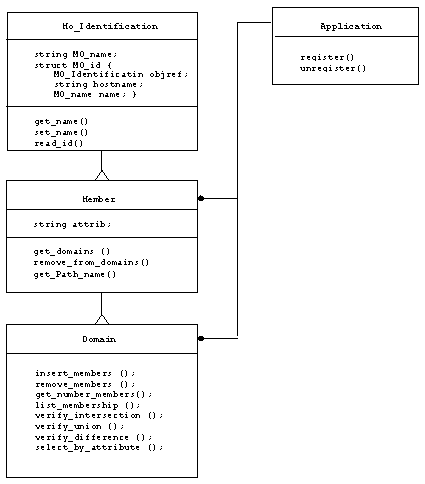 Mo_Identification
string MO_name;
struct MO_id {
MO_Identificatin objref;
string hostname;
MO_name name; }
get_name()
set_name()
read_id()
Application
register()
unregister()
Member
string attrib;
get_domains ()
remove_from_domains()
get_Path_name()
Domain
insert_members ();
remove_members ();
get_number_members();
list_membership ();
verify_intersection ();
verify_union ();
verify_difference ();
select_by_attribute ();